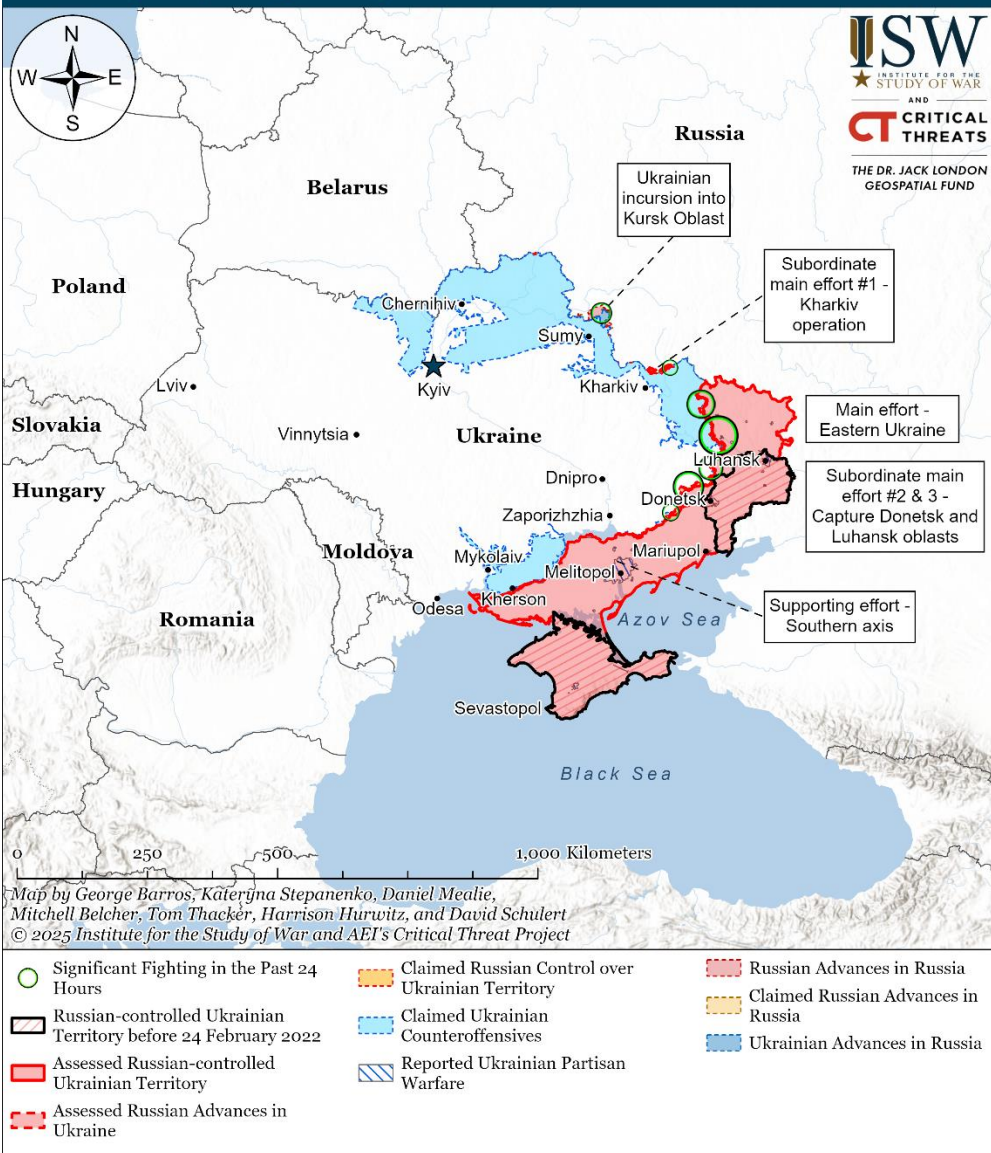 N
W
E
S
ISW
INSTITUTE FOR THE
STUDY OF WAR
AND
CT CRITICAL
THREATS
THE DR. JACK LONDON
GEOSPATIAL FUND
Russia
Belarus
Ukrainian
incursion into
Kursk Oblast
Subordinate
main effort #1 -
Kharkiv
operation
Poland
Chernihiv
Sumy
Kyiv
Kharkiv
Lviv
Slovakia
Vinnytsia
Ukraine
Main effort -
Eastern Ukraine
Luhansk
Hungary
Dnipro
Donetsk
Subordinate main
effort #2 & 3 -
Capture Donetsk and
Luhansk oblasts
Zaporizhzhia
Moldova
Mykolaiv
Mariupol
Melitopol
Kherson
Odesa
Romania
Azov Sea
Supporting effort -
Southern axis
Sevastopol
Black Sea
0 250 500 1,000 Kilometers
Map by George Barros, Kateryna Stepanenko, Daniel Mealie,
Mitchell Belcher, Tom Thacker, Harrison Hurwitz, and David Schulert
© 2025 Institute for the Study of War and AEI's Critical Threat Project
Significant Fighting in the Past 24
Hours
Russian-controlled Ukrainian
Territory before 24 February 2022
Assessed Russian-controlled
Ukrainian Territory
Assessed Russian Advances in
Ukraine
Claimed Russian Control over
Ukrainian Territory
Claimed Ukrainian
Counteroffensives
Reported Ukrainian Partisan
Warfare
Russian Advances in Russia
Claimed Russian Advances in
Russia
Ukrainian Advances in Russia